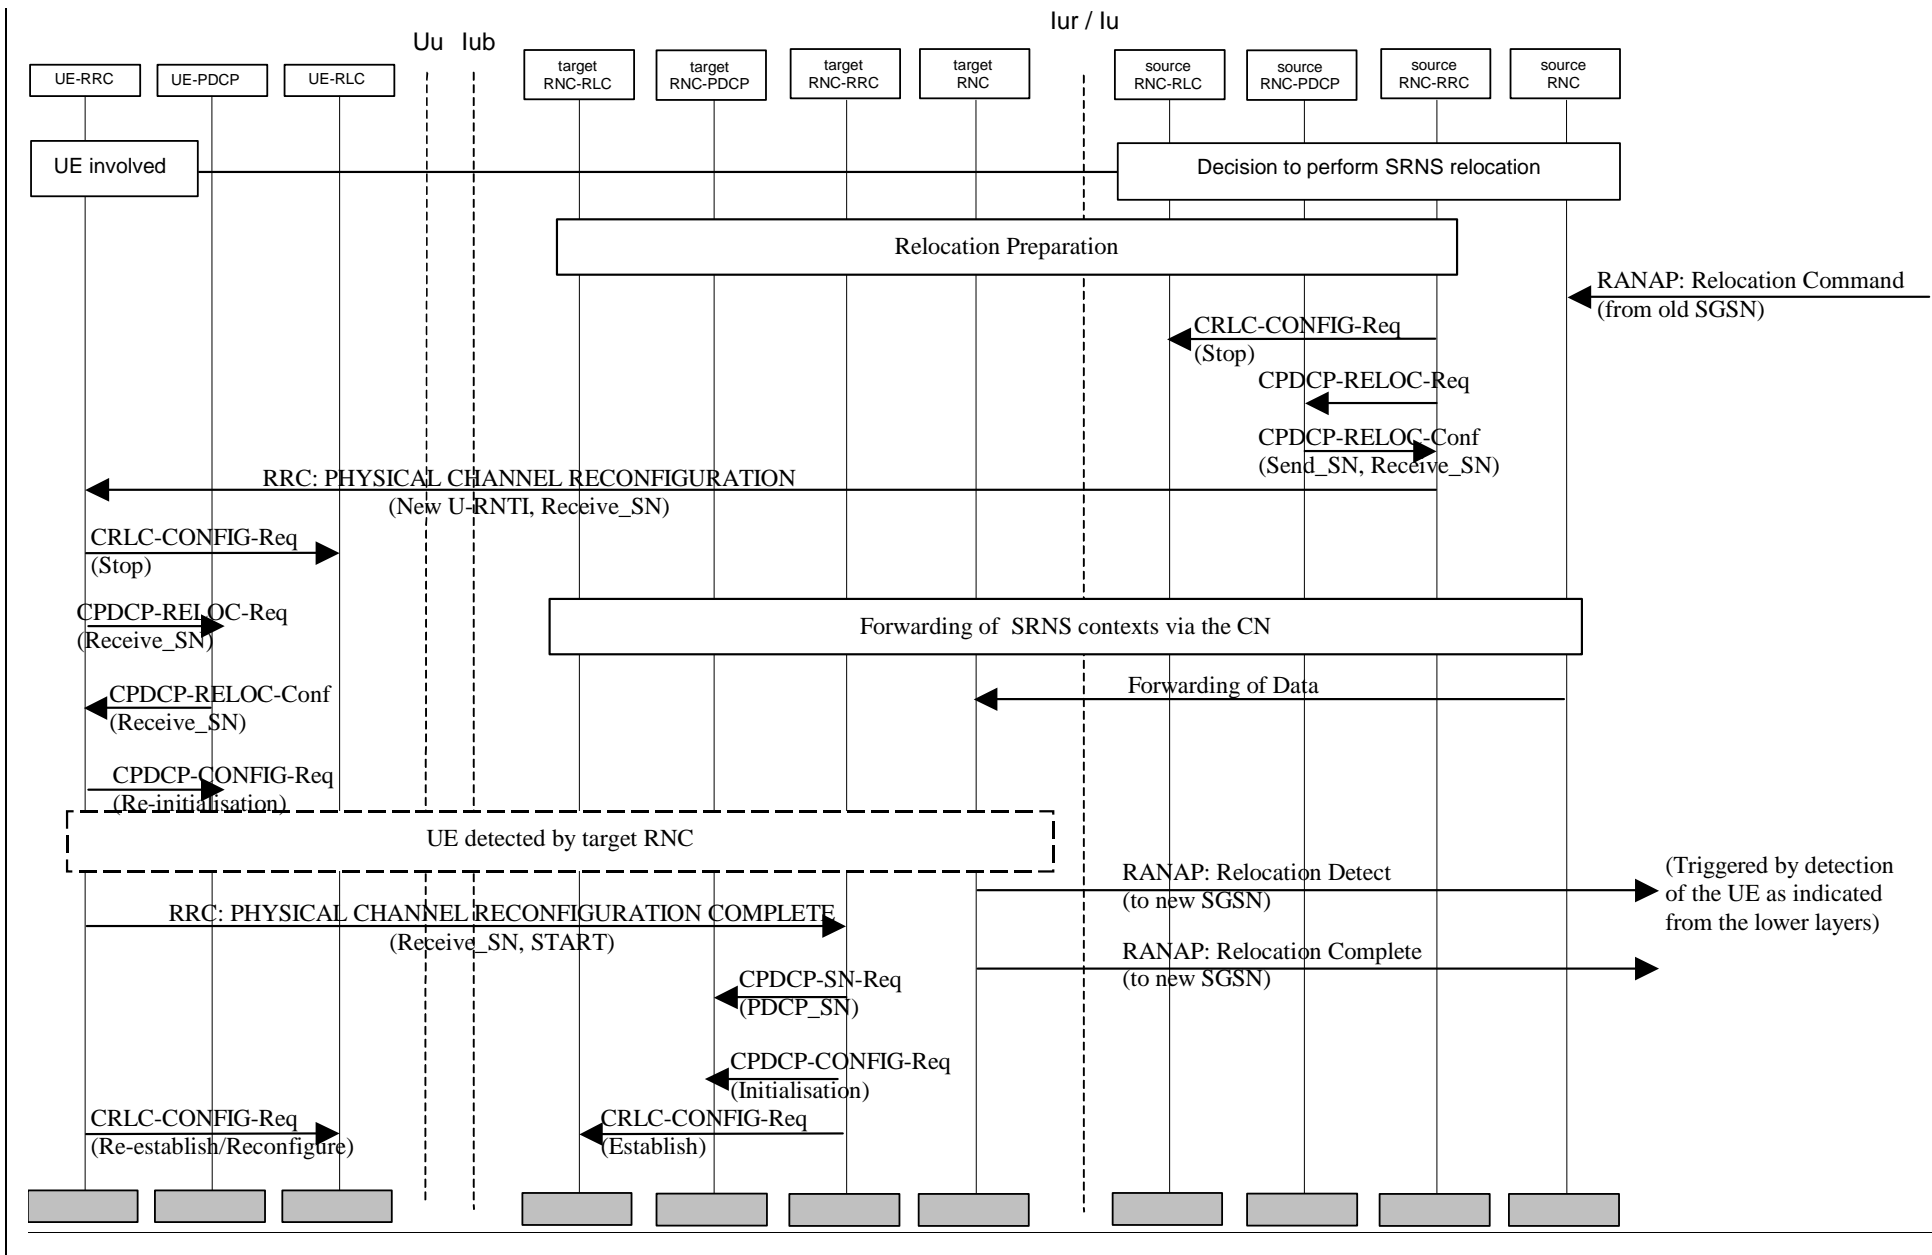 Iur / Iu
Uu Iub
UE-RRC
UE-PDCP
UE-RLC
target
RNC-RLC
target
RNC-PDCP
target
RNC-RRC
target
RNC
source
RNC-RLC
source
RNC-PDCP
source
RNC-RRC
source
RNC
UE involved
Decision to perform SRNS relocation
Relocation Preparation
RANAP: Relocation Command
(from old SGSN)
CRLC-CONFIG-Req
(Stop)
CPDCP-RELOC-Req
CPDCP-RELOC-Conf
(Send_SN, Receive_SN)
RRC: PHYSICAL CHANNEL RECONFIGURATION
(New U-RNTI, Receive_SN)
CRLC-CONFIG-Req
(Stop)
CPDCP-RELOC-Req
(Receive_SN)
Forwarding of SRNS contexts via the CN
CPDCP-RELOC-Conf
(Receive_SN)
Forwarding of Data
CPDCP-CONFIG-Req
(Re-initialisation)
UE detected by target RNC
RANAP: Relocation Detect
(to new SGSN)
(Triggered by detection
of the UE as indicated
from the lower layers)
RRC: PHYSICAL CHANNEL RECONFIGURATION COMPLETE
(Receive_SN, START)
RANAP: Relocation Complete
(to new SGSN)
CPDCP-SN-Req
(PDCP_SN)
CPDCP-CONFIG-Req
(Initialisation)
CRLC-CONFIG-Req
(Re-establish/Reconfigure)
CRLC-CONFIG-Req
(Establish)